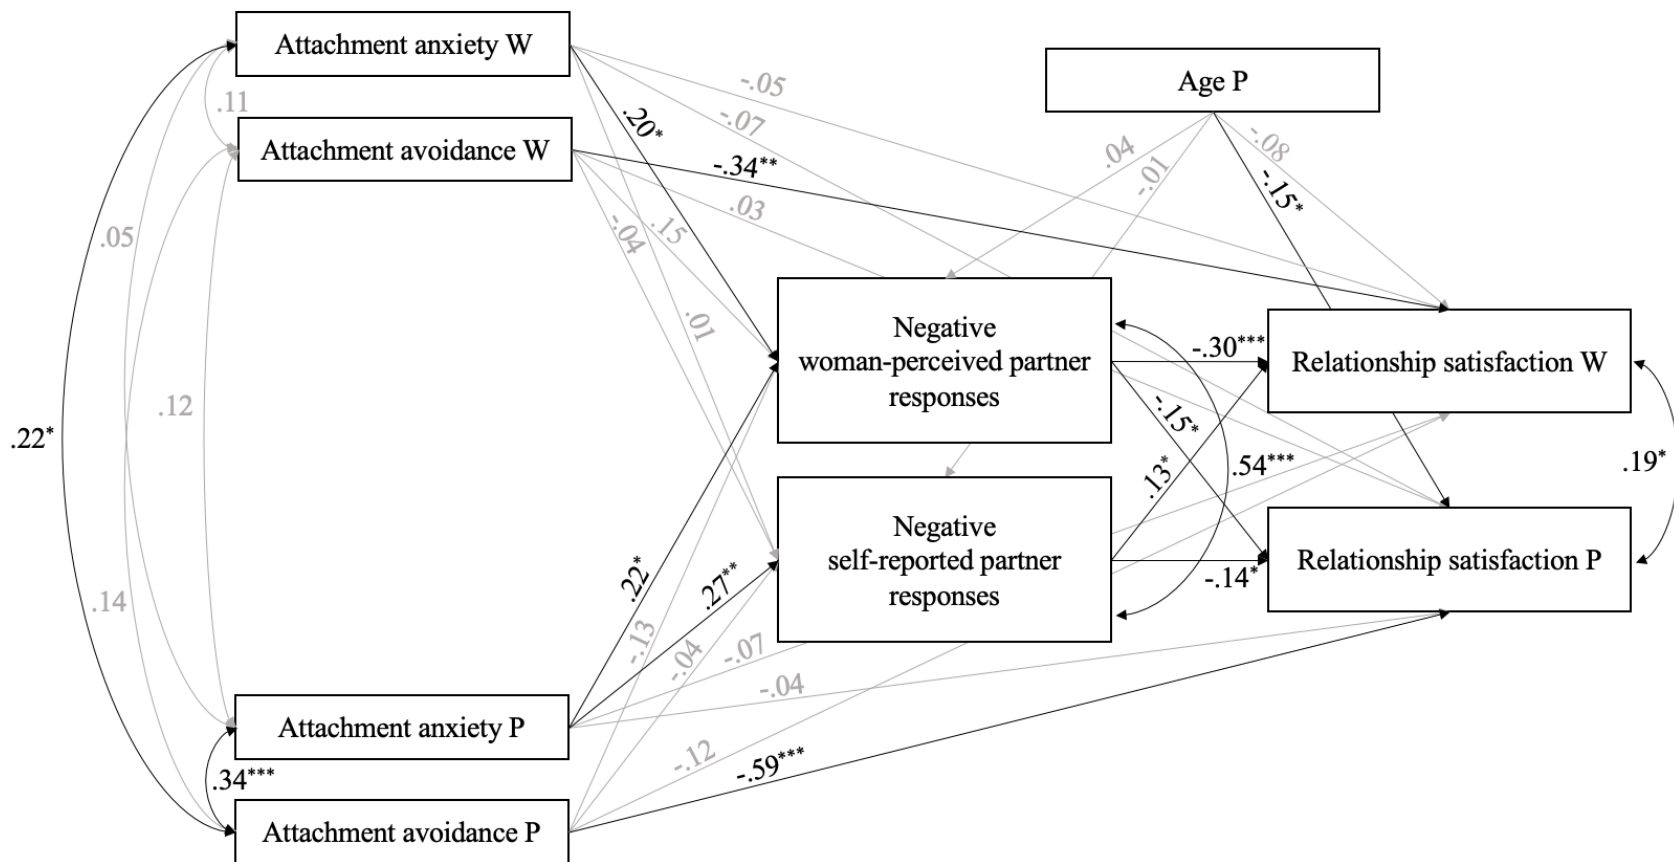 Attachment anxiety W
Age P
-.05
-.07
.11
.20*
Attachment avoidance W
-.34**
.04
-.01
-.08
-.15*
.03
.15
-.04
.05
.01
Negative
woman-perceived partner
responses
-.30***
Relationship satisfaction W
.12
-.15*
.22*
.13*
.54***
.19*
Negative
self-reported partner
responses
-.14*
Relationship satisfaction P
.14
.22*
.27**
-.13
-.04
-.07
-.04
Attachment anxiety P
-.12
-.59***
.34***
Attachment avoidance P